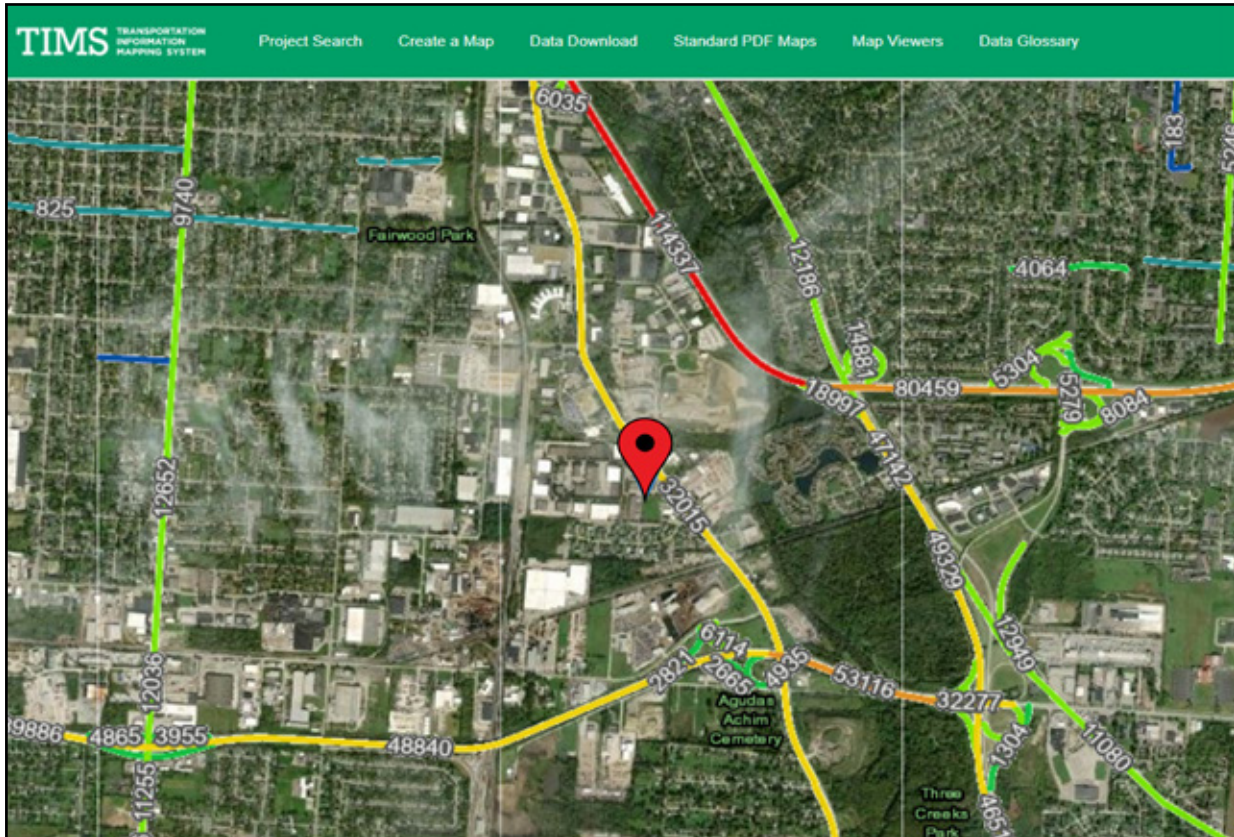 TIMS
TRANSPORTATION
INFORMATION
MAPPING SYSTEM
Project Search
Create a Map
Data Download
Standard PDF Maps
Map Viewers
Data Glossary
6035
183
5246
825
9740
Fairwood Park
114337
12186
4064
14881
5304
18997
80459
5279
8084
47142
12652
32015
49329
12949
6114
2821
2665
4935
53116
12036
32277
Agudas
Achim
Cemetery
39886
4865
3955
48840
1304
11080
11255
Three
Creeks
Park
4651